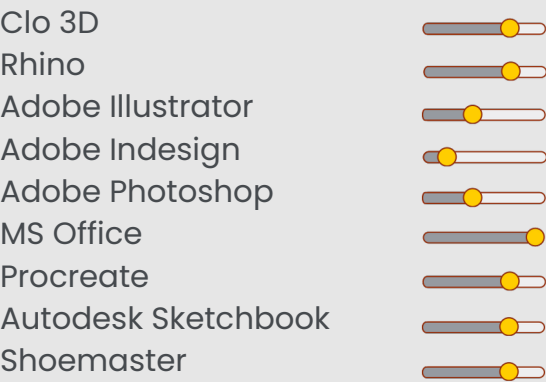 Clo 3D
Rhino
Adobe Illustrator
Adobe Indesign
Adobe Photoshop
MS Office
Procreate
Autodesk Sketchbook
Shoemaster